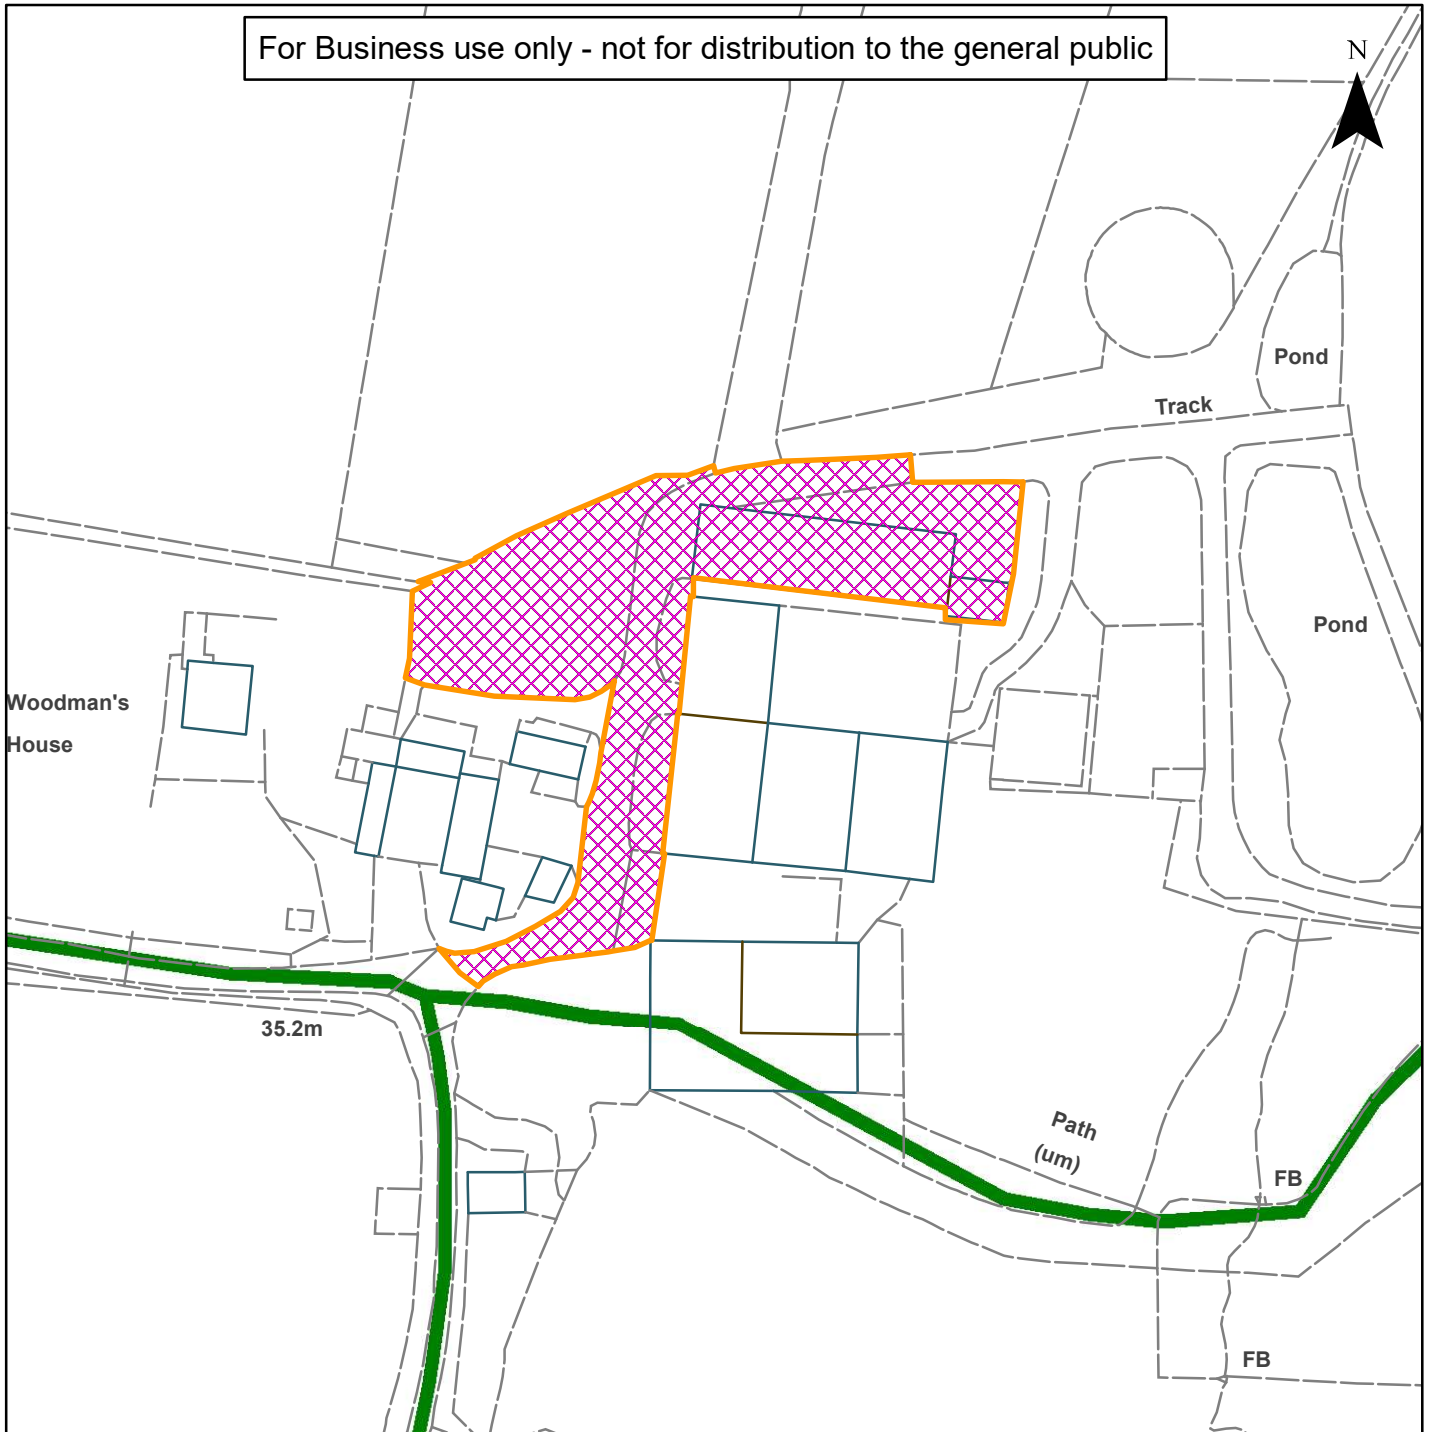 For Business use only - not for distribution to the general public
N
Pond
Track
Pond
Woodman's
House
35.2m
Path
(um)
FB
FB